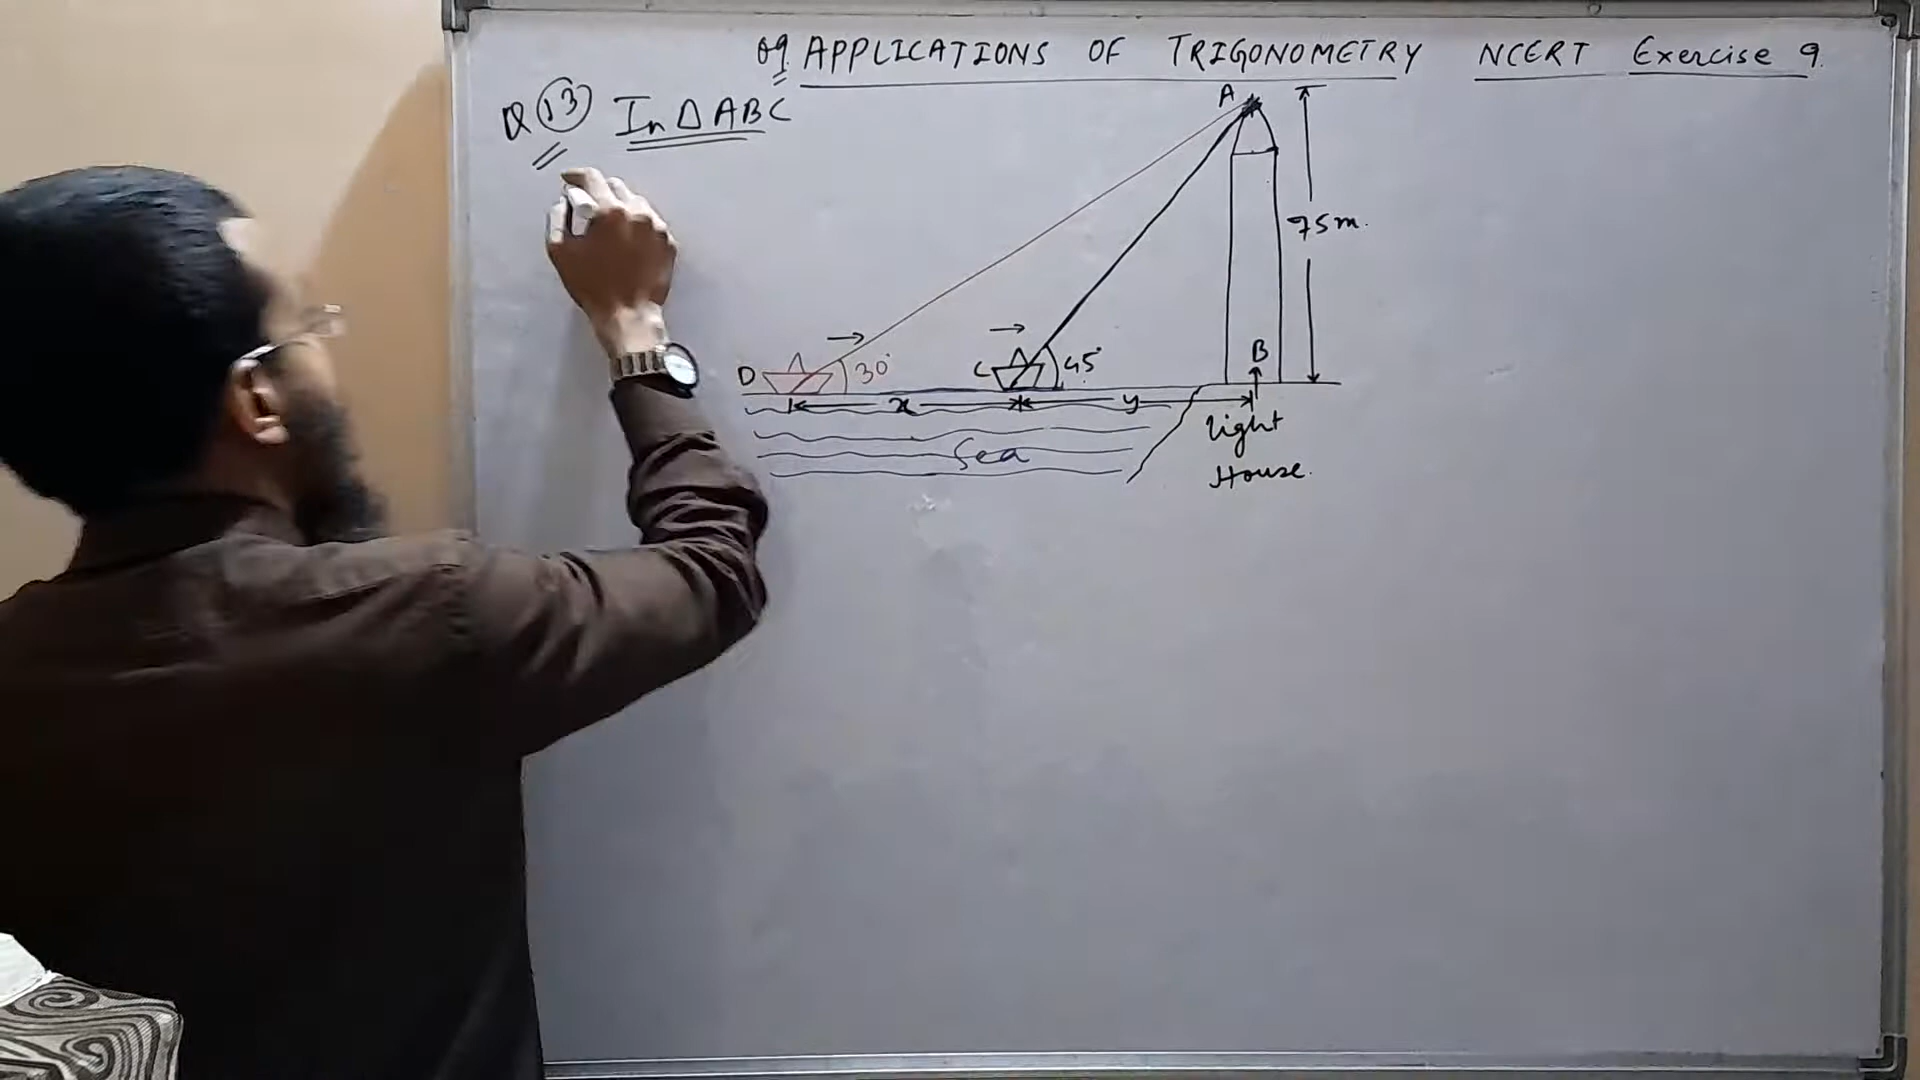 09. APPLICATIONS OF TRIGONOMETRY NCERT Exercise 9.
Q 13 In Δ ABC
A
75m.
D 30° C 45° B
x y
Light
House.
Sea